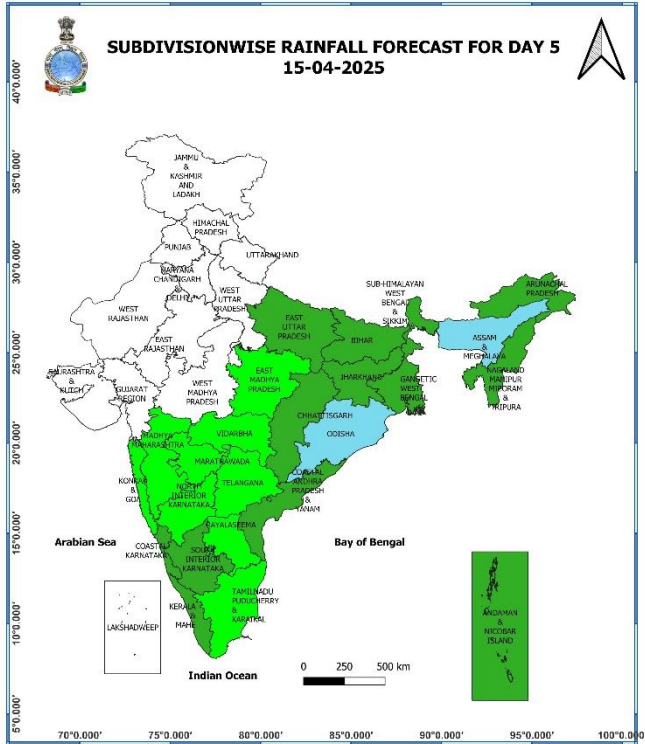 SUBDIVISIONWISE RAINFALL FORECAST FOR DAY 5
15-04-2025
40°0.000'
35°0.000'
30°0.000'
25°0.000'
20°0.000'
15°0.000'
10°0.000'
5°0.000'
JAMMU
&
KASHMIR
AND
LADAKH
HIMACHAL
PRADESH
PUNJAB
UTTARAKHAND
HARYANA
CHANDIGARH
&
DELHI
WEST
UTTAR
PRADESH
WEST
RAJASTHAN
EAST
RAJASTHAN
SUB-HIMALAYAN
WEST
BENGAL
&
SIKKIM
ARUNACHAL
PRADESH
EAST
UTTAR
PRADESH
BIHAR
ASSAM
&
MEGHALAYA
NAGALAND
MANIPUR
MIZORAM
&
TRIPURA
SAURASHTRA
&
KUTCH
GUJARAT
REGION
WEST
MADHYA
PRADESH
EAST
MADHYA
PRADESH
JHARKHAND
GANGETIC
WEST
BENGAL
CHHATTISGARH
ODISHA
MADHYA
MAHARASHTRA
VIDARBHA
MARATHWADA
KONKAN
&
GOA
NORTH
INTERIOR
KARNATAKA
TELANGANA
COASTAL
ANDHRA
PRADESH
&
YANAM
RAYALASEEMA
Arabian Sea
Bay of Bengal
COASTAL
KARNATAKA
SOUTH
INTERIOR
KARNATAKA
TAMILNADU
PUDUCHERRY
&
KARAIKAL
KERALA
&
MAHE
LAKSHADWEEP
ANDAMAN
&
NICOBAR
ISLAND
Indian Ocean
0 250 500 km
70°0.000' 75°0.000' 80°0.000' 85°0.000' 90°0.000' 95°0.000' 100°0.000'